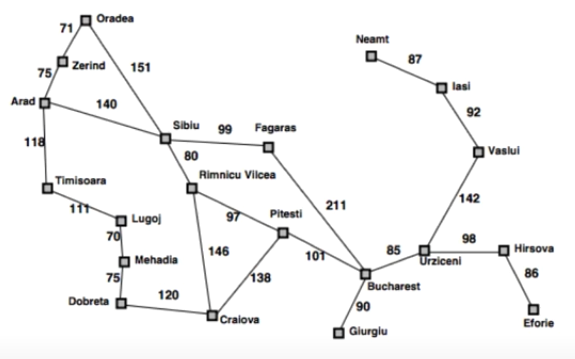 Oradea
71
Neamt
87
Zerind
75
151
Iasi
Arad
140
92
Sibiu
99
Fagaras
118
80
Vaslui
Rimnicu Vilcea
Timisoara
142
211
111
97
Pitesti
Lugoj
70
98
146
101
85
Hirsova
Urziceni
Mehadia
75
138
86
Bucharest
120
90
Dobreta
Craiova
Giurgiu
Eforie